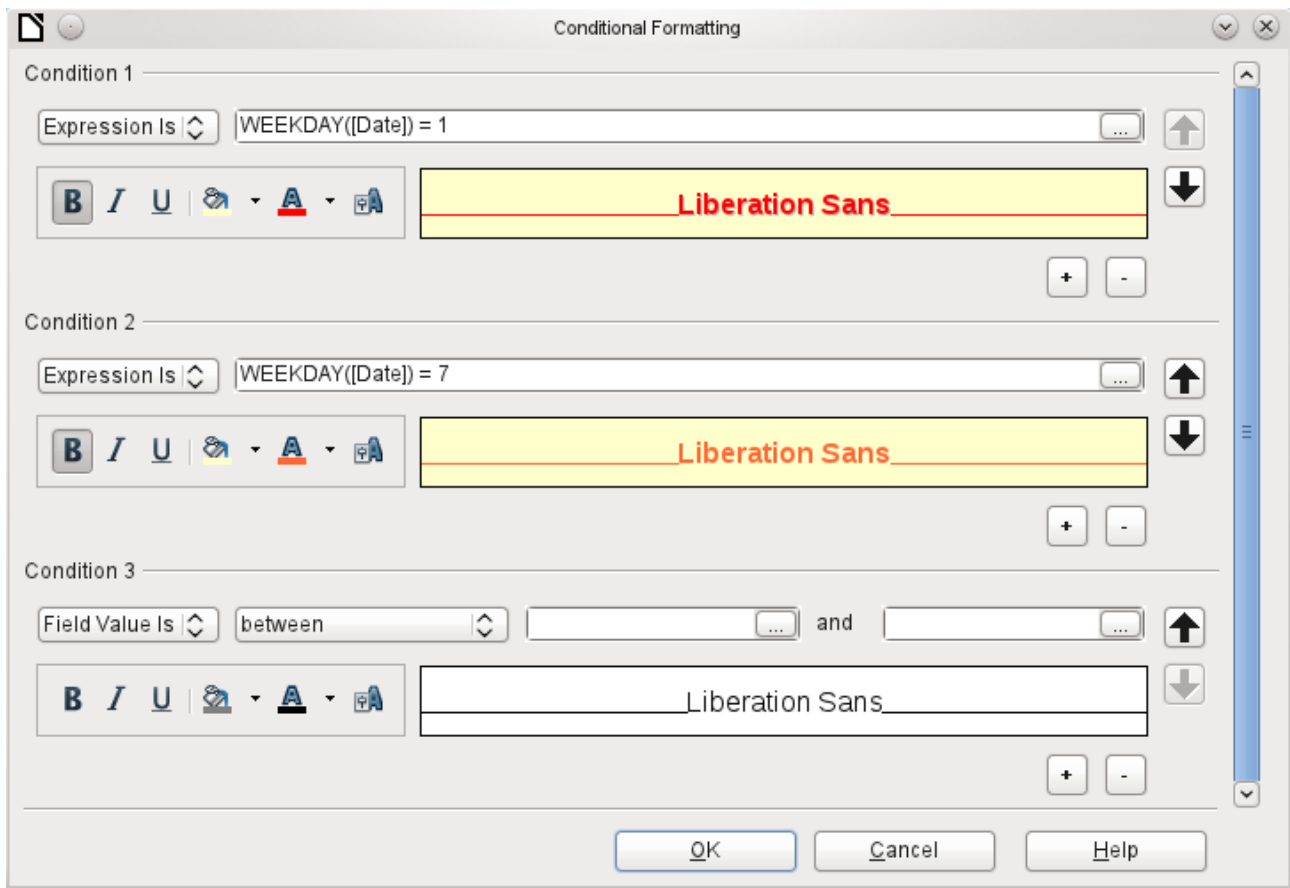 Conditional Formatting
Condition 1
Expression Is WEEKDAY([Date]) = 1 ...
B I U A A Liberation Sans
+ -
Condition 2
Expression Is WEEKDAY([Date]) = 7 ...
B I U A A Liberation Sans
+ -
Condition 3
Field Value Is between ... and ...
B I U A A Liberation Sans
+ -
OK Cancel Help